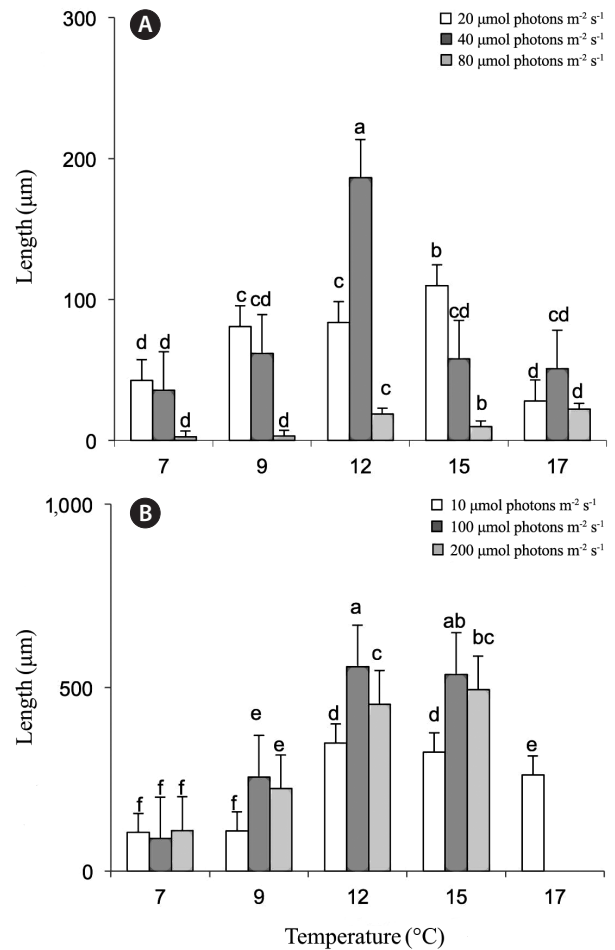 A
300
200
100
0
Length (μm)
20 μmol photons m⁻² s⁻¹
40 μmol photons m⁻² s⁻¹
80 μmol photons m⁻² s⁻¹
d d d
c cd d
c a c
b cd b
d cd d
7 9 12 15 17
B
1,000
500
0
Length (μm)
10 μmol photons m⁻² s⁻¹
100 μmol photons m⁻² s⁻¹
200 μmol photons m⁻² s⁻¹
f f f
f e e
d a c
d ab bc
e
7 9 12 15 17
Temperature (°C)